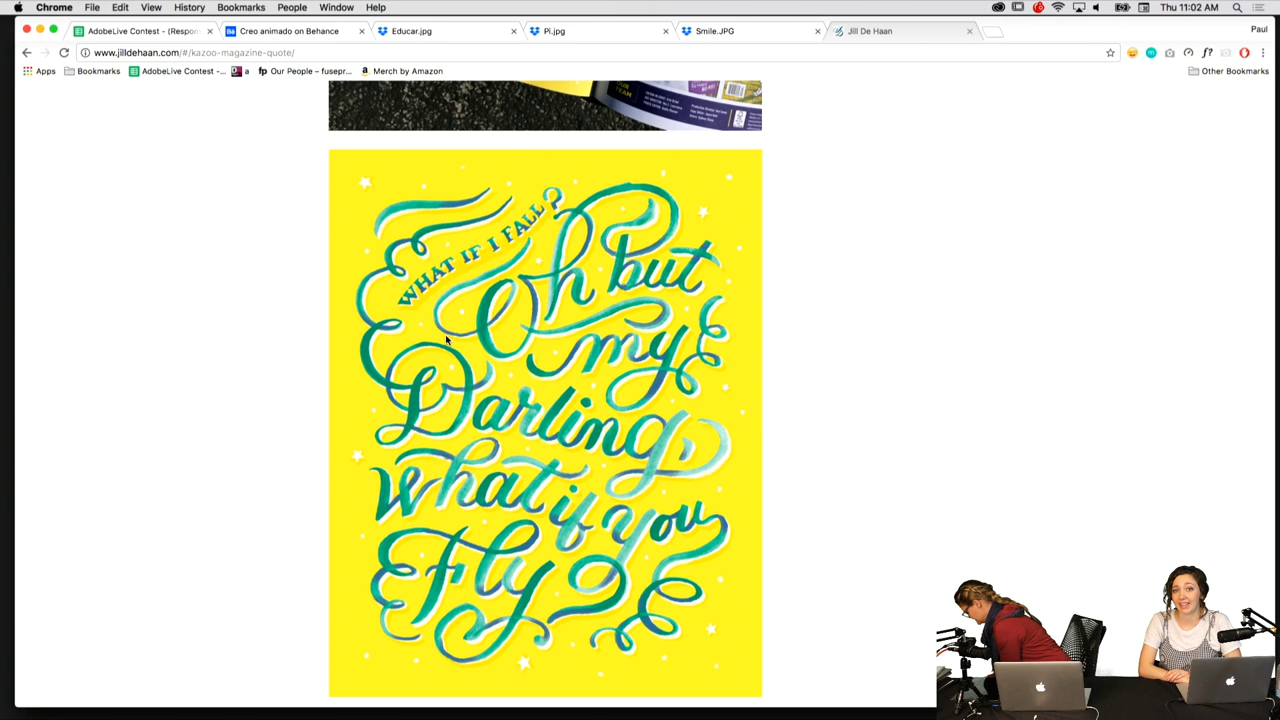 Chrome File Edit View History Bookmarks People Window Help
Thu 11:02 AM
AdobeLive Contest - (Respon
Creo animado on Behance
Educar.jpg
Pi.jpg
Smile.JPG
Jill De Haan
Paul
www.jilldehaan.com/#/kazoo-magazine-quote/
Apps
Bookmarks
AdobeLive Contest -...
a
Our People – fusepr...
Merch by Amazon
Other Bookmarks
TEAM
WHAT IF I FALL?
Oh but
my
Darling,
What if you
Fly?